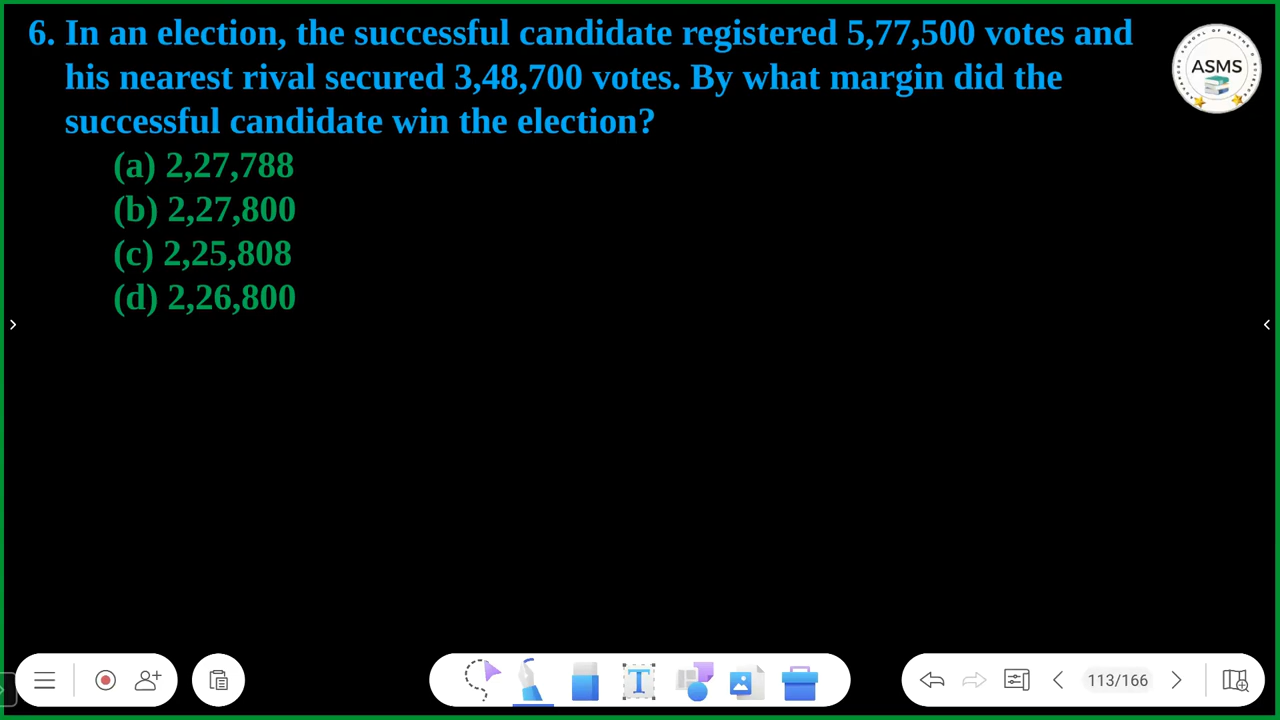 6. In an election, the successful candidate registered 5,77,500 votes and
his nearest rival secured 3,48,700 votes. By what margin did the
successful candidate win the election?
(a) 2,27,788
(b) 2,27,800
(c) 2,25,808
(d) 2,26,800
ASMS
113/166